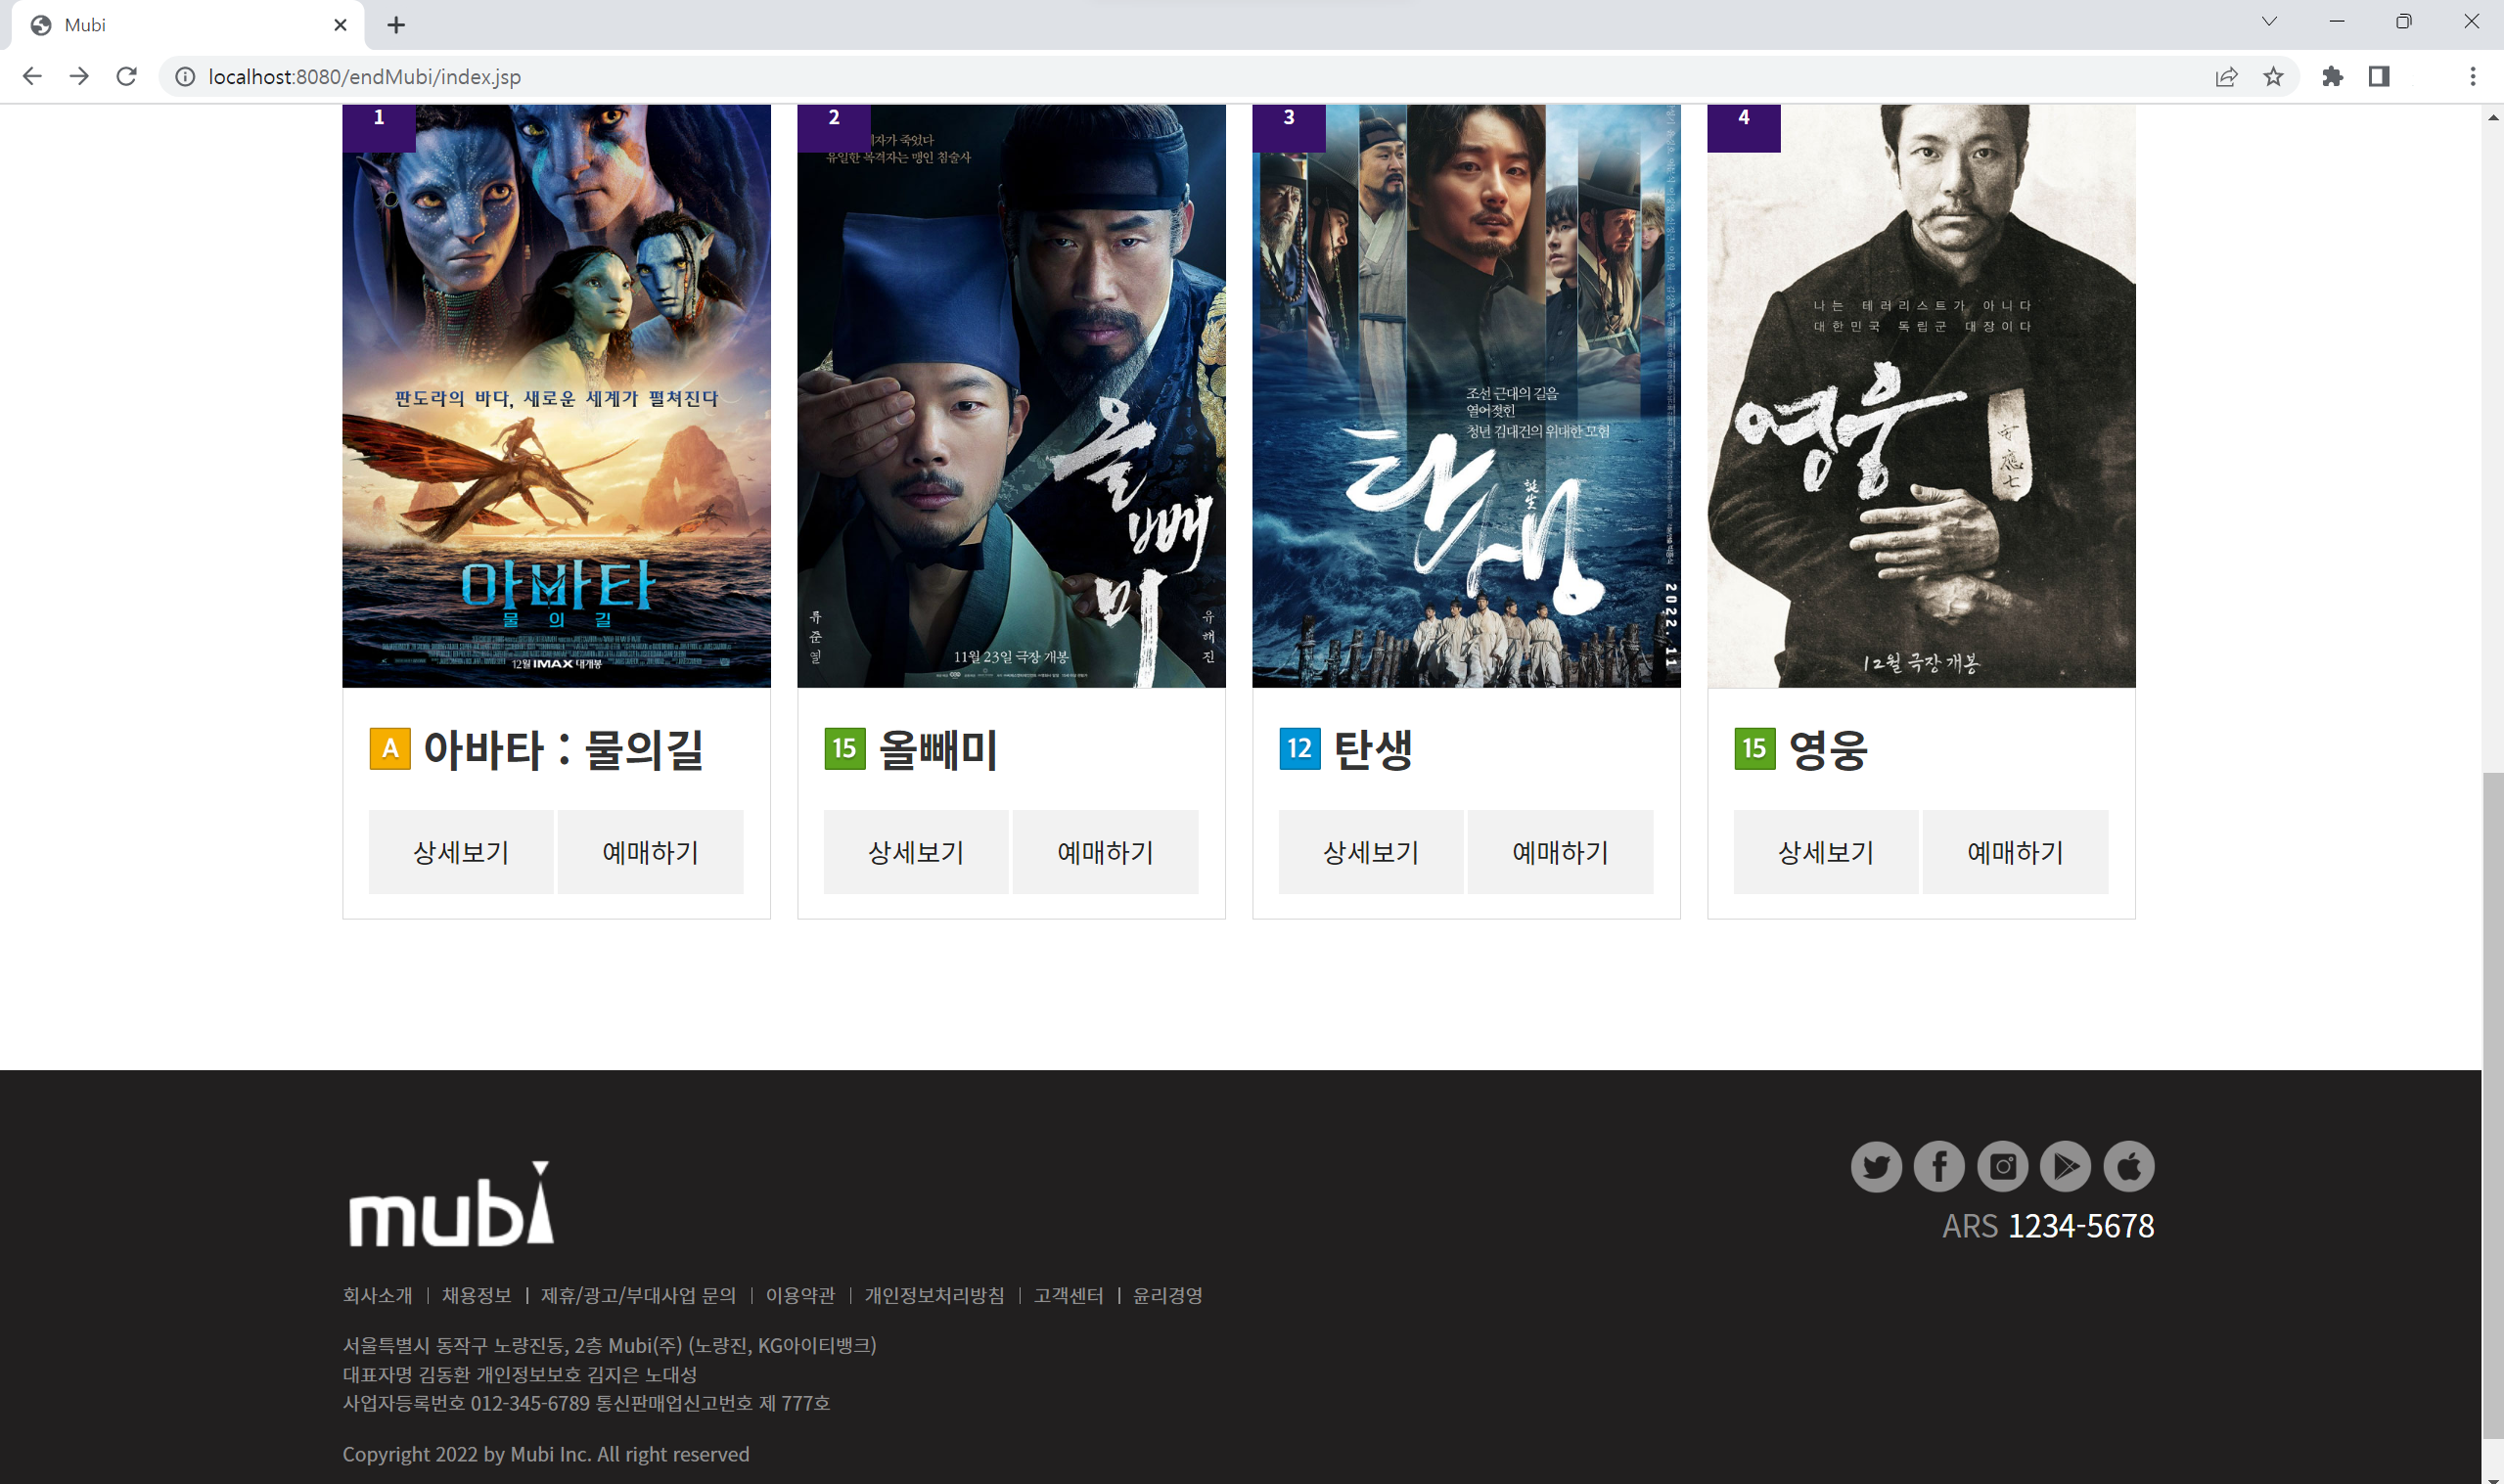 Mubi
localhost:8080/endMubi/index.jsp
1
판도라의 바다, 새로운 세계가 펼쳐진다
아바타
물의 길
12월 IMAX 대개봉
2
자가 죽었다
유일한 목격자는 맹인 침술사
올빼미
류준열
유해진
11월 23일 극장 개봉
3
조선 근대의 길을
열어젖힌
청년 김대건의 위대한 모험
탄생
誕生
2022.11
4
나는 테러리스트가 아니다
대한민국 독립군 대장이다
영웅
安應七
12월 극장 개봉
A 아바타 : 물의길
상세보기 예매하기
15 올빼미
상세보기 예매하기
12 탄생
상세보기 예매하기
15 영웅
상세보기 예매하기
mubi
ARS 1234-5678
회사소개 | 채용정보 | 제휴/광고/부대사업 문의 | 이용약관 | 개인정보처리방침 | 고객센터 | 윤리경영
서울특별시 동작구 노량진동, 2층 Mubi(주) (노량진, KG아이티뱅크)
대표자명 김동환 개인정보보호 김지은 노대성
사업자등록번호 012-345-6789 통신판매업신고번호 제 777호
Copyright 2022 by Mubi Inc. All right reserved